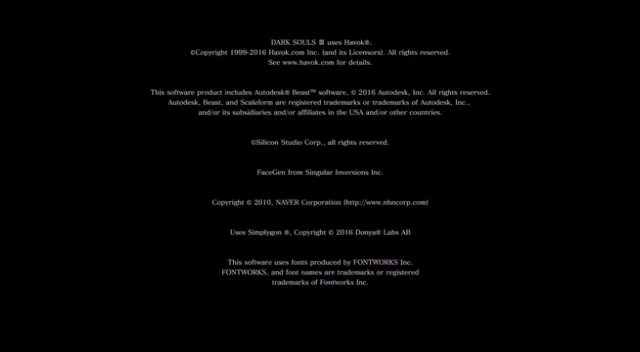 DARK SOULS Ⅲ uses Havok®.
©Copyright 1999-2016 Havok.com Inc. (and its Licensors). All rights reserved.
See www.havok.com for details.
This software product includes Autodesk® Beast™ software, © 2016 Autodesk, Inc. All rights reserved.
Autodesk, Beast, and Scaleform are registered trademarks or trademarks of Autodesk, Inc.,
and/or its subsidiaries and/or affiliates in the USA and/or other countries.
©Silicon Studio Corp., all rights reserved.
FaceGen from Singular Inversions Inc.
Copyright © 2010, NAVER Corporation (http://www.nhncorp.com)
Uses Simplygon ®, Copyright © 2016 Donya® Labs AB
This software uses fonts produced by FONTWORKS Inc.
FONTWORKS, and font names are trademarks or registered
trademarks of Fontworks Inc.